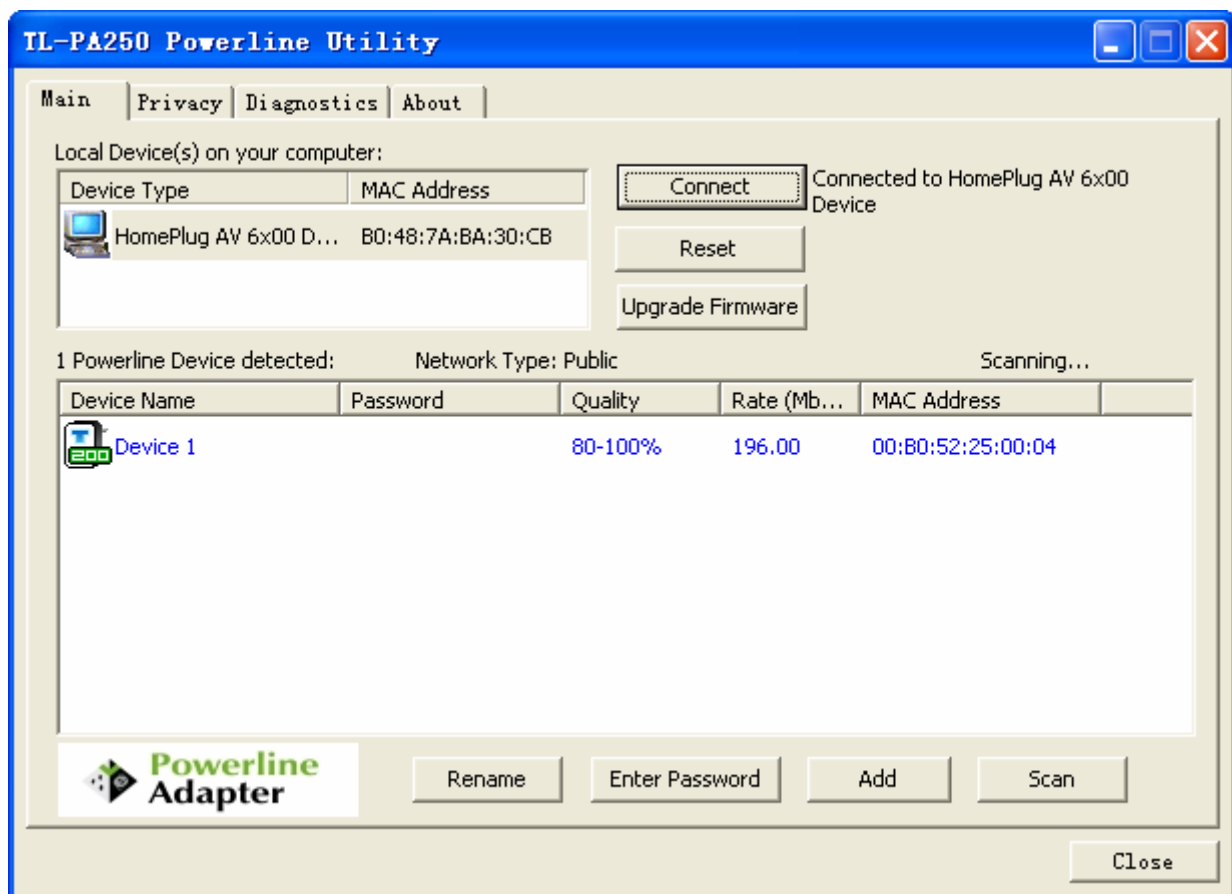 TL-PA250 Powerline Utility
Main Privacy Diagnostics About
Local Device(s) on your computer:
Device Type MAC Address
HomePlug AV 6x00 D... B0:48:7A:BA:30:CB
Connect
Connected to HomePlug AV 6x00
Device
Reset
Upgrade Firmware
1 Powerline Device detected: Network Type: Public Scanning...
Device Name Password Quality Rate (Mb... MAC Address
T
200
Device 1 80-100% 196.00 00:B0:52:25:00:04
Powerline
Adapter
Rename Enter Password Add Scan
Close